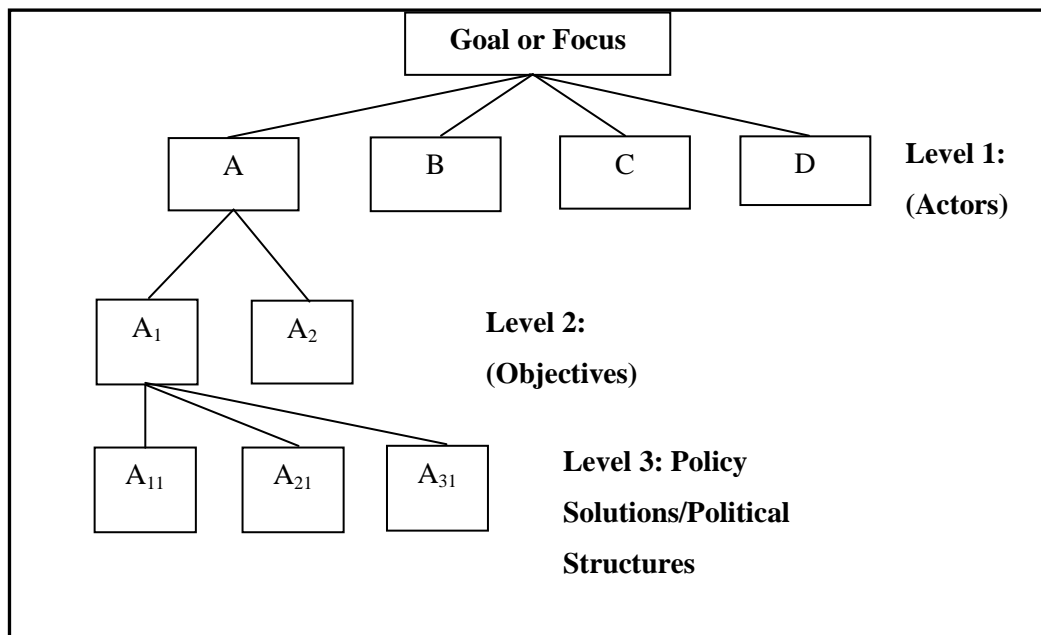 Goal or Focus
A
B
C
D
Level 1:
(Actors)
A₁
A₂
Level 2:
(Objectives)
A₁₁
A₂₁
A₃₁
Level 3: Policy
Solutions/Political
Structures